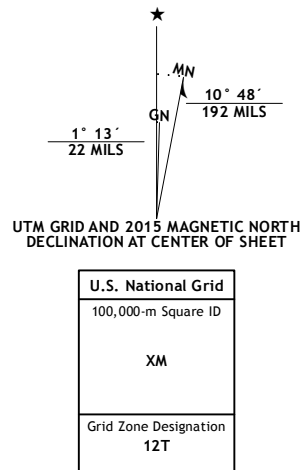 MN
GN
10° 48´
192 MILS
1° 13´
22 MILS
UTM GRID AND 2015 MAGNETIC NORTH
DECLINATION AT CENTER OF SHEET
U.S. National Grid
100,000-m Square ID
XM
Grid Zone Designation
12T